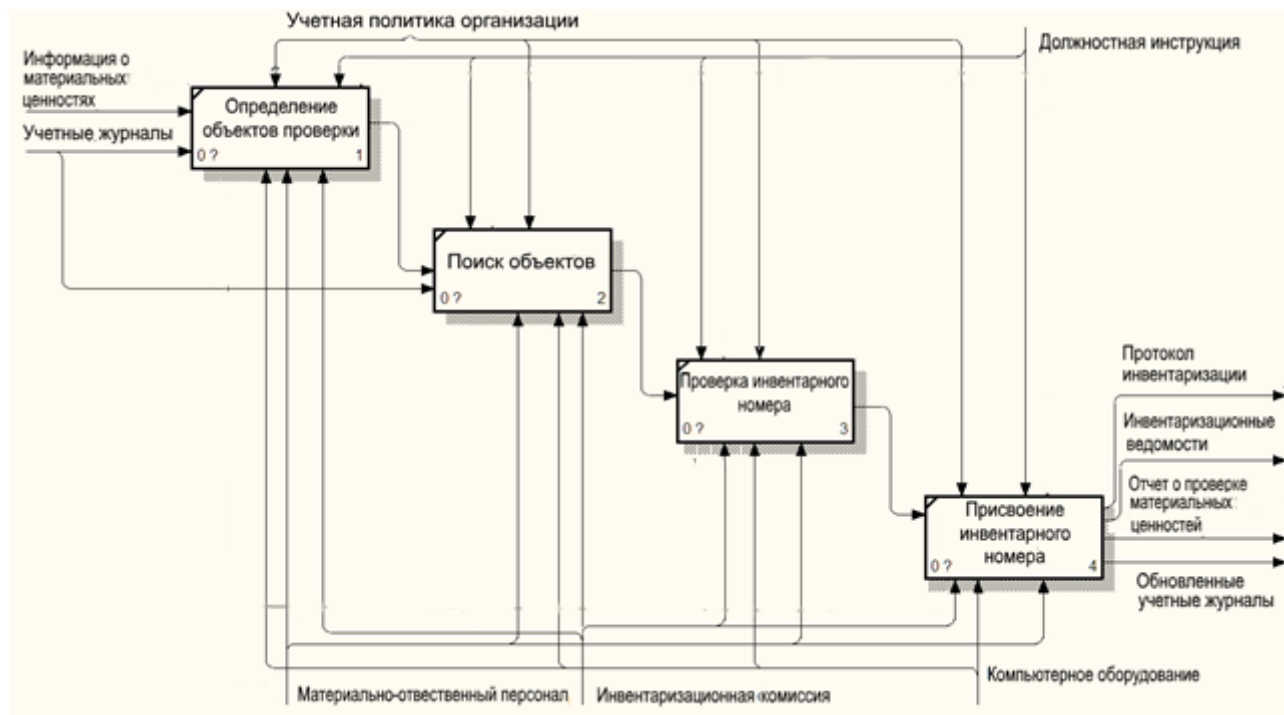 Учетная политика организации
Должностная инструкция
Информация о
материальных
ценностях
Учетные журналы
Определение
объектов проверки
0 ?
1
Поиск объектов
0 ?
2
Проверка инвентарного
номера
0 ?
3
Присвоение
инвентарного
номера
0 ?
4
Протокол
инвентаризации
Инвентаризационные
ведомости
Отчет о проверке
материальных
ценностей
Обновленные
учетные журналы
Компьютерное оборудование
Материально-отвественный персонал
Инвентаризационная комиссия